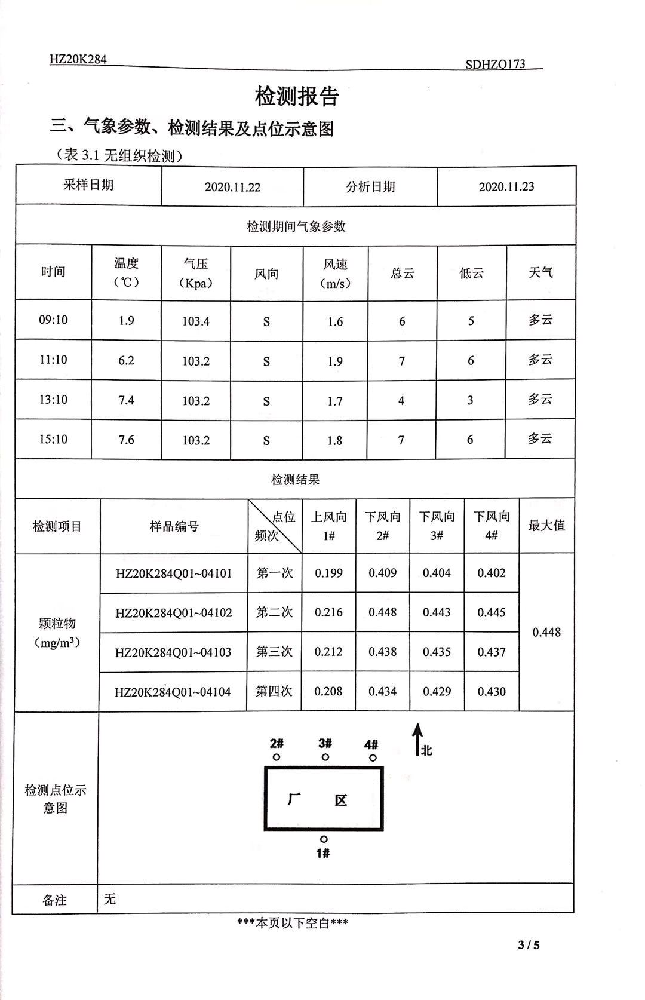 HZ20K284 SDHZQ173
检测报告
三、气象参数、检测结果及点位示意图
（表 3.1 无组织检测）
采样日期 2020.11.22 分析日期 2020.11.23
检测期间气象参数
时间 温度（℃） 气压（Kpa） 风向 风速（m/s） 总云 低云 天气
09:10 1.9 103.4 S 1.6 6 5 多云
11:10 6.2 103.2 S 1.9 7 6 多云
13:10 7.4 103.2 S 1.7 4 3 多云
15:10 7.6 103.2 S 1.8 7 6 多云
检测结果
检测项目 样品编号 点位 频次 上风向 1# 下风向 2# 下风向 3# 下风向 4# 最大值
颗粒物（mg/m³）
HZ20K284Q01~04101 第一次 0.199 0.409 0.404 0.402
HZ20K284Q01~04102 第二次 0.216 0.448 0.443 0.445
0.448
HZ20K284Q01~04103 第三次 0.212 0.438 0.435 0.437
HZ20K284Q01~04104 第四次 0.208 0.434 0.429 0.430
检测点位示意图
2# 3# 4# 北
厂 区
1#
备注 无
***本页以下空白***
3 / 5